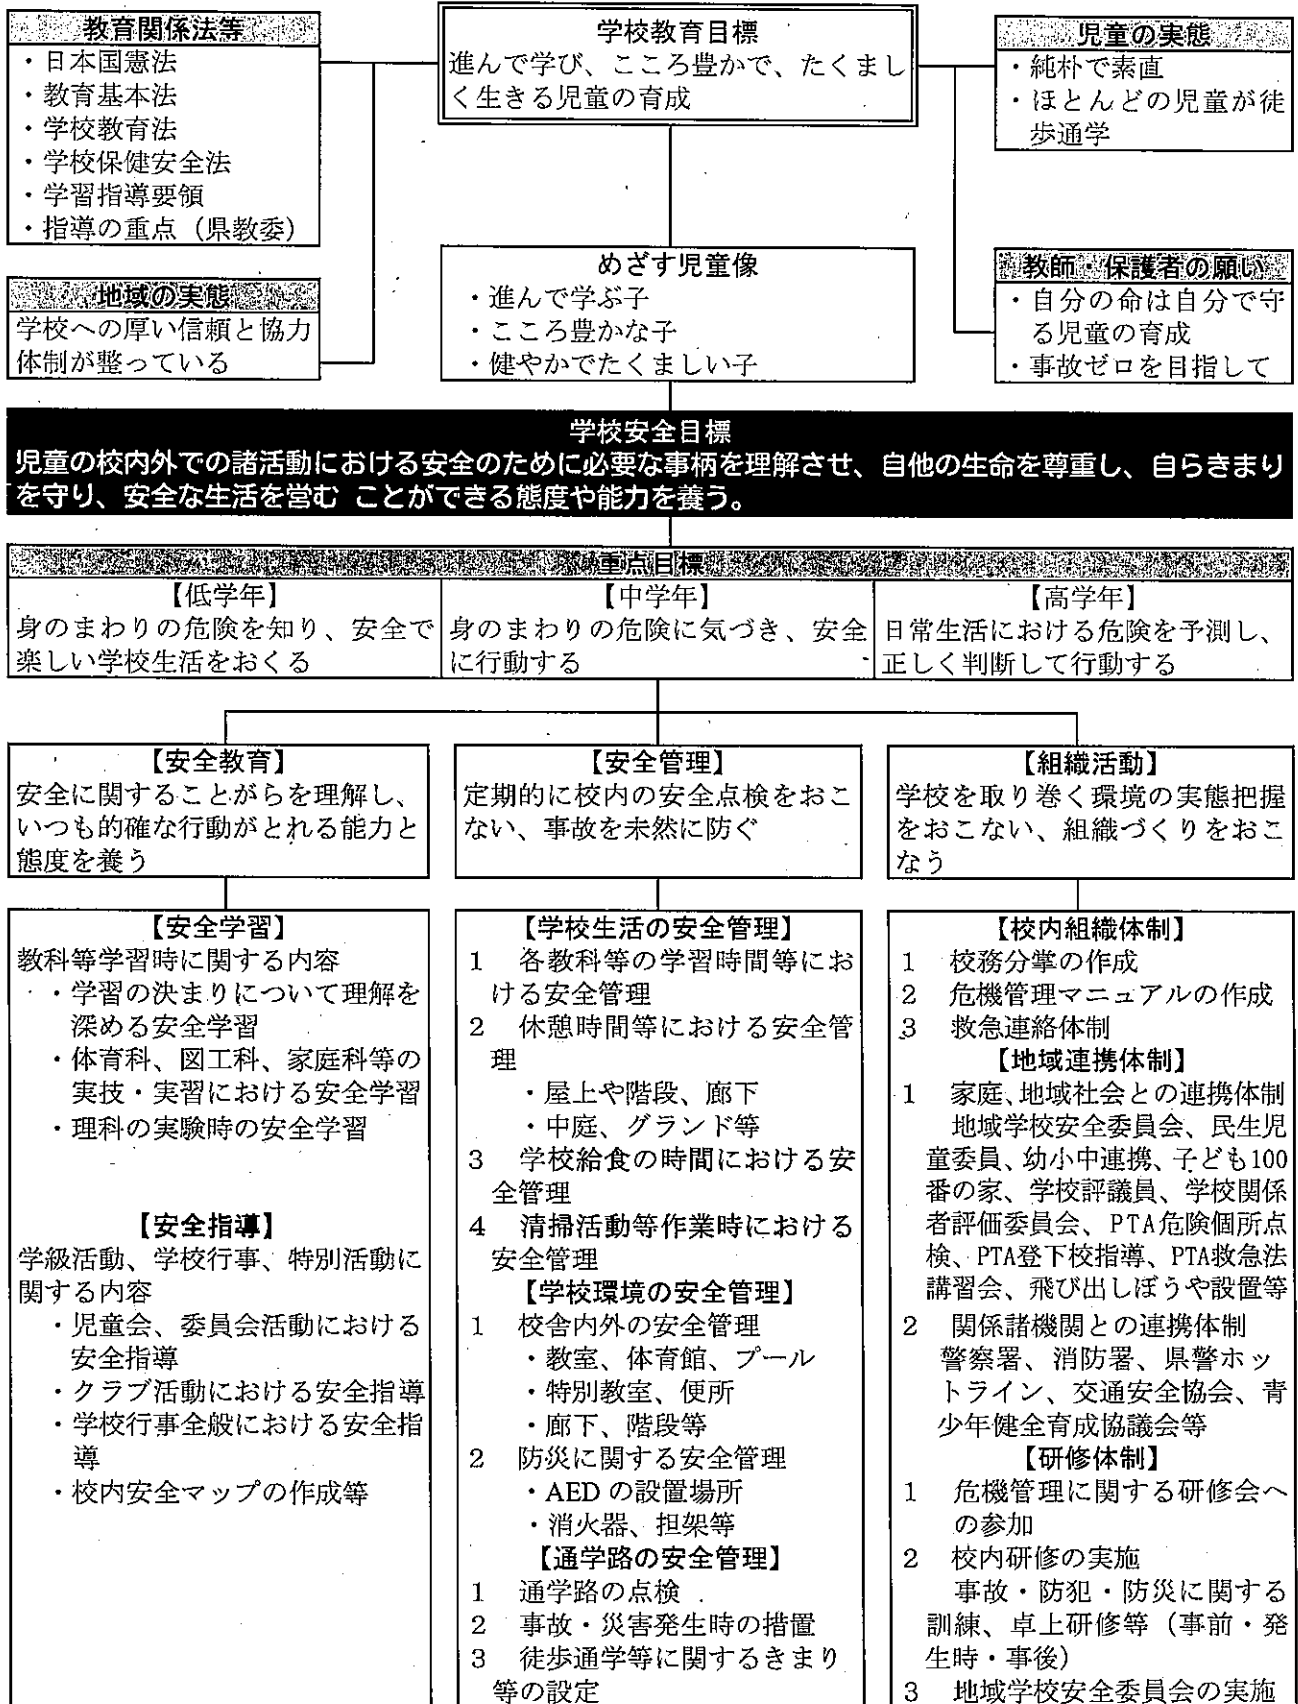 教育関係法等
・日本国憲法
・教育基本法
・学校教育法
・学校保健安全法
・学習指導要領
・指導の重点（県教委）
地域の実態
学校への厚い信頼と協力
体制が整っている
学校教育目標
進んで学び、こころ豊かで、たくまし
く生きる児童の育成
めざす児童像
・進んで学ぶ子
・こころ豊かな子
・健やかでたくましい子
児童の実態
・純朴で素直
・ほとんどの児童が徒
歩通学
教師・保護者の願い
・自分の命は自分で守
る児童の育成
・事故ゼロを目指して
学校安全目標
児童の校内外での諸活動における安全のために必要な事柄を理解させ、自他の生命を尊重し、自らきまり
を守り、安全な生活を営む ことができる態度や能力を養う。
重点目標
【低学年】
身のまわりの危険を知り、安全で
楽しい学校生活をおくる
【中学年】
身のまわりの危険に気づき、安全
に行動する
【高学年】
日常生活における危険を予測し、
正しく判断して行動する
【安全教育】
安全に関することがらを理解し、
いつも的確な行動がとれる能力と
態度を養う
【安全管理】
定期的に校内の安全点検をおこ
ない、事故を未然に防ぐ
【組織活動】
学校を取り巻く環境の実態把握
をおこない、組織づくりをおこ
なう
【安全学習】
教科等学習時に関する内容
・学習の決まりについて理解を
深める安全学習
・体育科、図工科、家庭科等の
実技・実習における安全学習
・理科の実験時の安全学習
【安全指導】
学級活動、学校行事、特別活動に
関する内容
・児童会、委員会活動における
安全指導
・クラブ活動における安全指導
・学校行事全般における安全指
導
・校内安全マップの作成等
【学校生活の安全管理】
1 各教科等の学習時間等にお
ける安全管理
2 休憩時間等における安全管
理
・屋上や階段、廊下
・中庭、グランド等
3 学校給食の時間における安
全管理
4 清掃活動等作業時における
安全管理
【学校環境の安全管理】
1 校舎内外の安全管理
・教室、体育館、プール
・特別教室、便所
・廊下、階段等
2 防災に関する安全管理
・AEDの設置場所
・消火器、担架等
【通学路の安全管理】
1 通学路の点検
2 事故・災害発生時の措置
3 徒歩通学等に関するきまり
等の設定
【校内組織体制】
1 校務分掌の作成
2 危機管理マニュアルの作成
3 救急連絡体制
【地域連携体制】
1 家庭、地域社会との連携体制
地域学校安全委員会、民生児
童委員、幼小中連携、子ども100
番の家、学校評議員、学校関係
者評価委員会、PTA危険個所点
検、PTA登下校指導、PTA救急法
講習会、飛び出しぼうや設置等
2 関係諸機関との連携体制
警察署、消防署、県警ホッ
トライン、交通安全協会、青
少年健全育成協議会等
【研修体制】
1 危機管理に関する研修会へ
の参加
2 校内研修の実施
事故・防犯・防災に関する
訓練、卓上研修等（事前・発
生時・事後）
3 地域学校安全委員会の実施